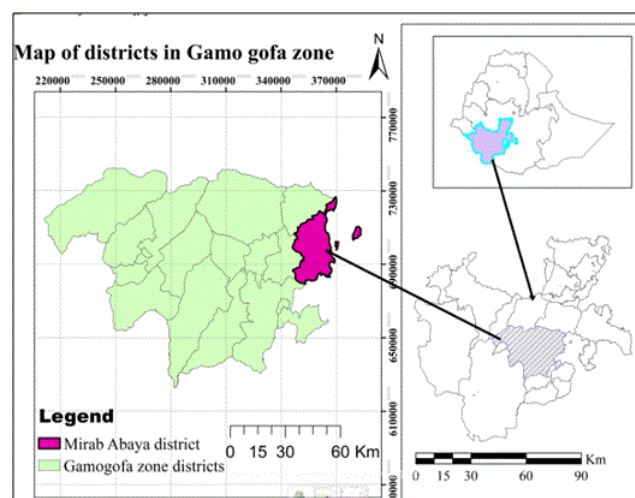 Map of districts in Gamo gofa zone
N
220000 250000 280000 310000 340000 370000
770000
730000
690000
650000
610000
Legend
Mirab Abaya district
Gamogofa zone districts
0 15 30 60 Km
Km
0 15 30 60 90